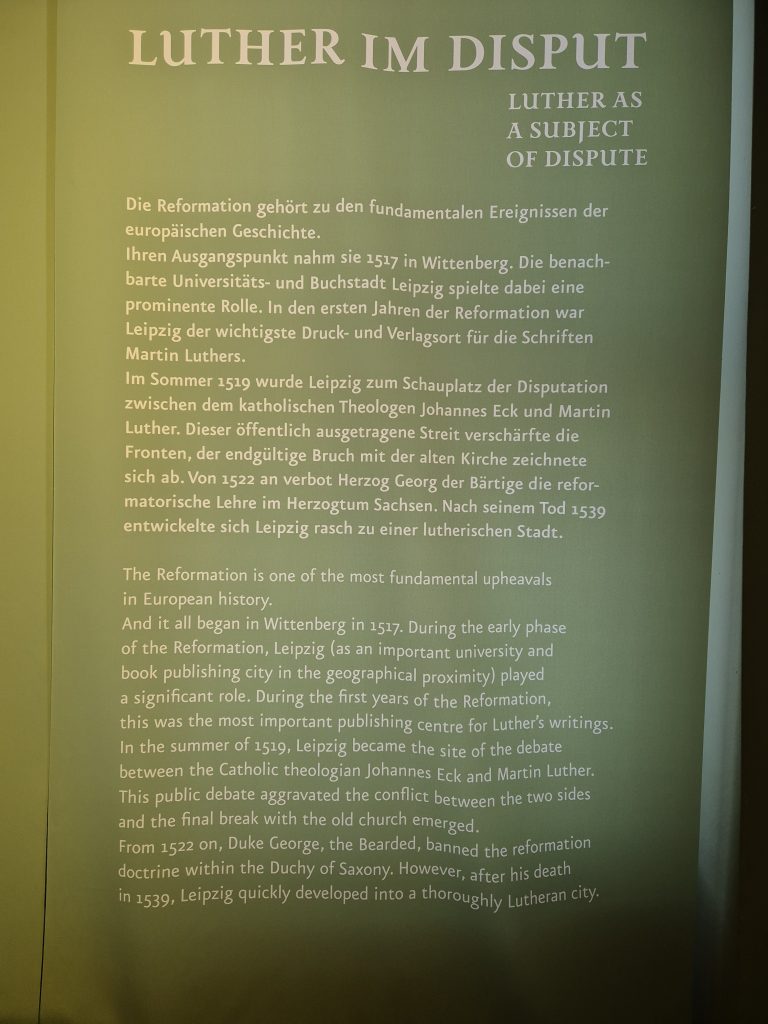 LUTHER IM DISPUT
LUTHER AS
A SUBJECT
OF DISPUTE
Die Reformation gehört zu den fundamentalen Ereignissen der
europäischen Geschichte.
Ihren Ausgangspunkt nahm sie 1517 in Wittenberg. Die benach-
barte Universitäts- und Buchstadt Leipzig spielte dabei eine
prominente Rolle. In den ersten Jahren der Reformation war
Leipzig der wichtigste Druck- und Verlagsort für die Schriften
Martin Luthers.
Im Sommer 1519 wurde Leipzig zum Schauplatz der Disputation
zwischen dem katholischen Theologen Johannes Eck und Martin
Luther. Dieser öffentlich ausgetragene Streit verschärfte die
Fronten, der endgültige Bruch mit der alten Kirche zeichnete
sich ab. Von 1522 an verbot Herzog Georg der Bärtige die refor-
matorische Lehre im Herzogtum Sachsen. Nach seinem Tod 1539
entwickelte sich Leipzig rasch zu einer lutherischen Stadt.
The Reformation is one of the most fundamental upheavals
in European history.
And it all began in Wittenberg in 1517. During the early phase
of the Reformation, Leipzig (as an important university and
book publishing city in the geographical proximity) played
a significant role. During the first years of the Reformation,
this was the most important publishing centre for Luther's writings.
In the summer of 1519, Leipzig became the site of the debate
between the Catholic theologian Johannes Eck and Martin Luther.
This public debate aggravated the conflict between the two sides
and the final break with the old church emerged.
From 1522 on, Duke George, the Bearded, banned the reformation
doctrine within the Duchy of Saxony. However, after his death
in 1539, Leipzig quickly developed into a thoroughly Lutheran city.